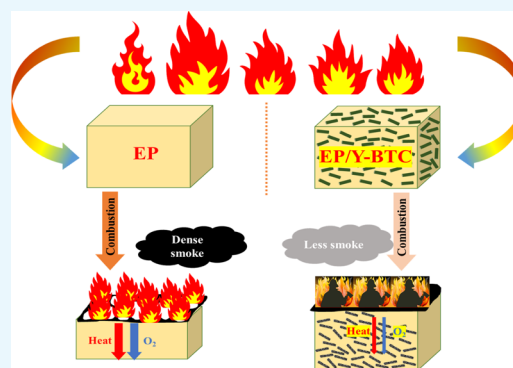 EP
EP/Y-BTC
Combustion
Dense
smoke
Less smoke
Combustion
Heat
O₂
Heat
O₂